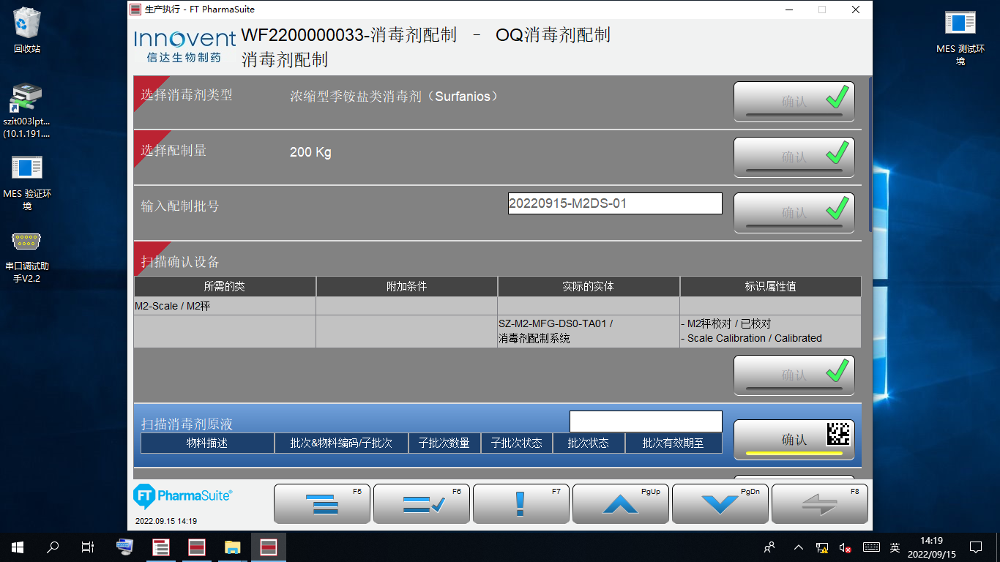 回收站
szit003lpt...
(10.1.191....
MES 验证环
境
串口调试助
手V2.2
MES 测试环
境
生产执行 - FT PharmaSuite
Innovent
信达生物制药
WF2200000033-消毒剂配制 - OQ消毒剂配制
消毒剂配制
选择消毒剂类型
浓缩型季铵盐类消毒剂（Surfanios）
确认
选择配制量
200 Kg
确认
输入配制批号
20220915-M2DS-01
确认
扫描确认设备
所需的类 附加条件 实际的实体 标识属性值
M2-Scale / M2秤
SZ-M2-MFG-DS0-TA01 /
消毒剂配制系统
- M2秤校对 / 已校对
- Scale Calibration / Calibrated
确认
扫描消毒剂原液
物料描述 批次&物料编码/子批次 子批次数量 子批次状态 批次状态 批次有效期至
确认
FT PharmaSuite®
2022.09.15 14:19
F5
F6
F7
PgUp
PgDn
F8
英
14:19
2022/09/15